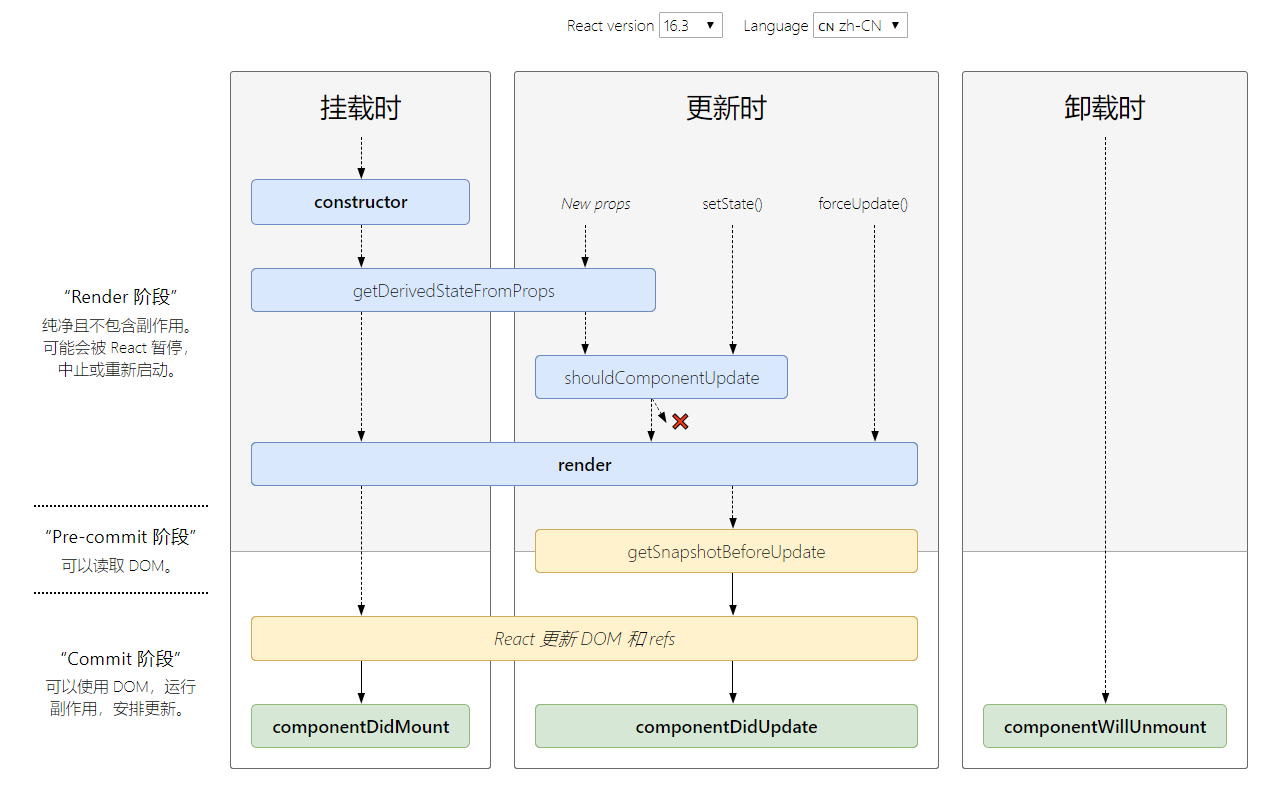 React version 16.3 ▼ Language CN zh-CN ▼
挂载时
更新时
卸载时
constructor
New props
setState()
forceUpdate()
getDerivedStateFromProps
“Render 阶段”
纯净且不包含副作用。
可能会被 React 暂停，
中止或重新启动。
shouldComponentUpdate
render
“Pre-commit 阶段”
可以读取 DOM。
getSnapshotBeforeUpdate
React 更新 DOM 和 refs
“Commit 阶段”
可以使用 DOM，运行
副作用，安排更新。
componentDidMount
componentDidUpdate
componentWillUnmount